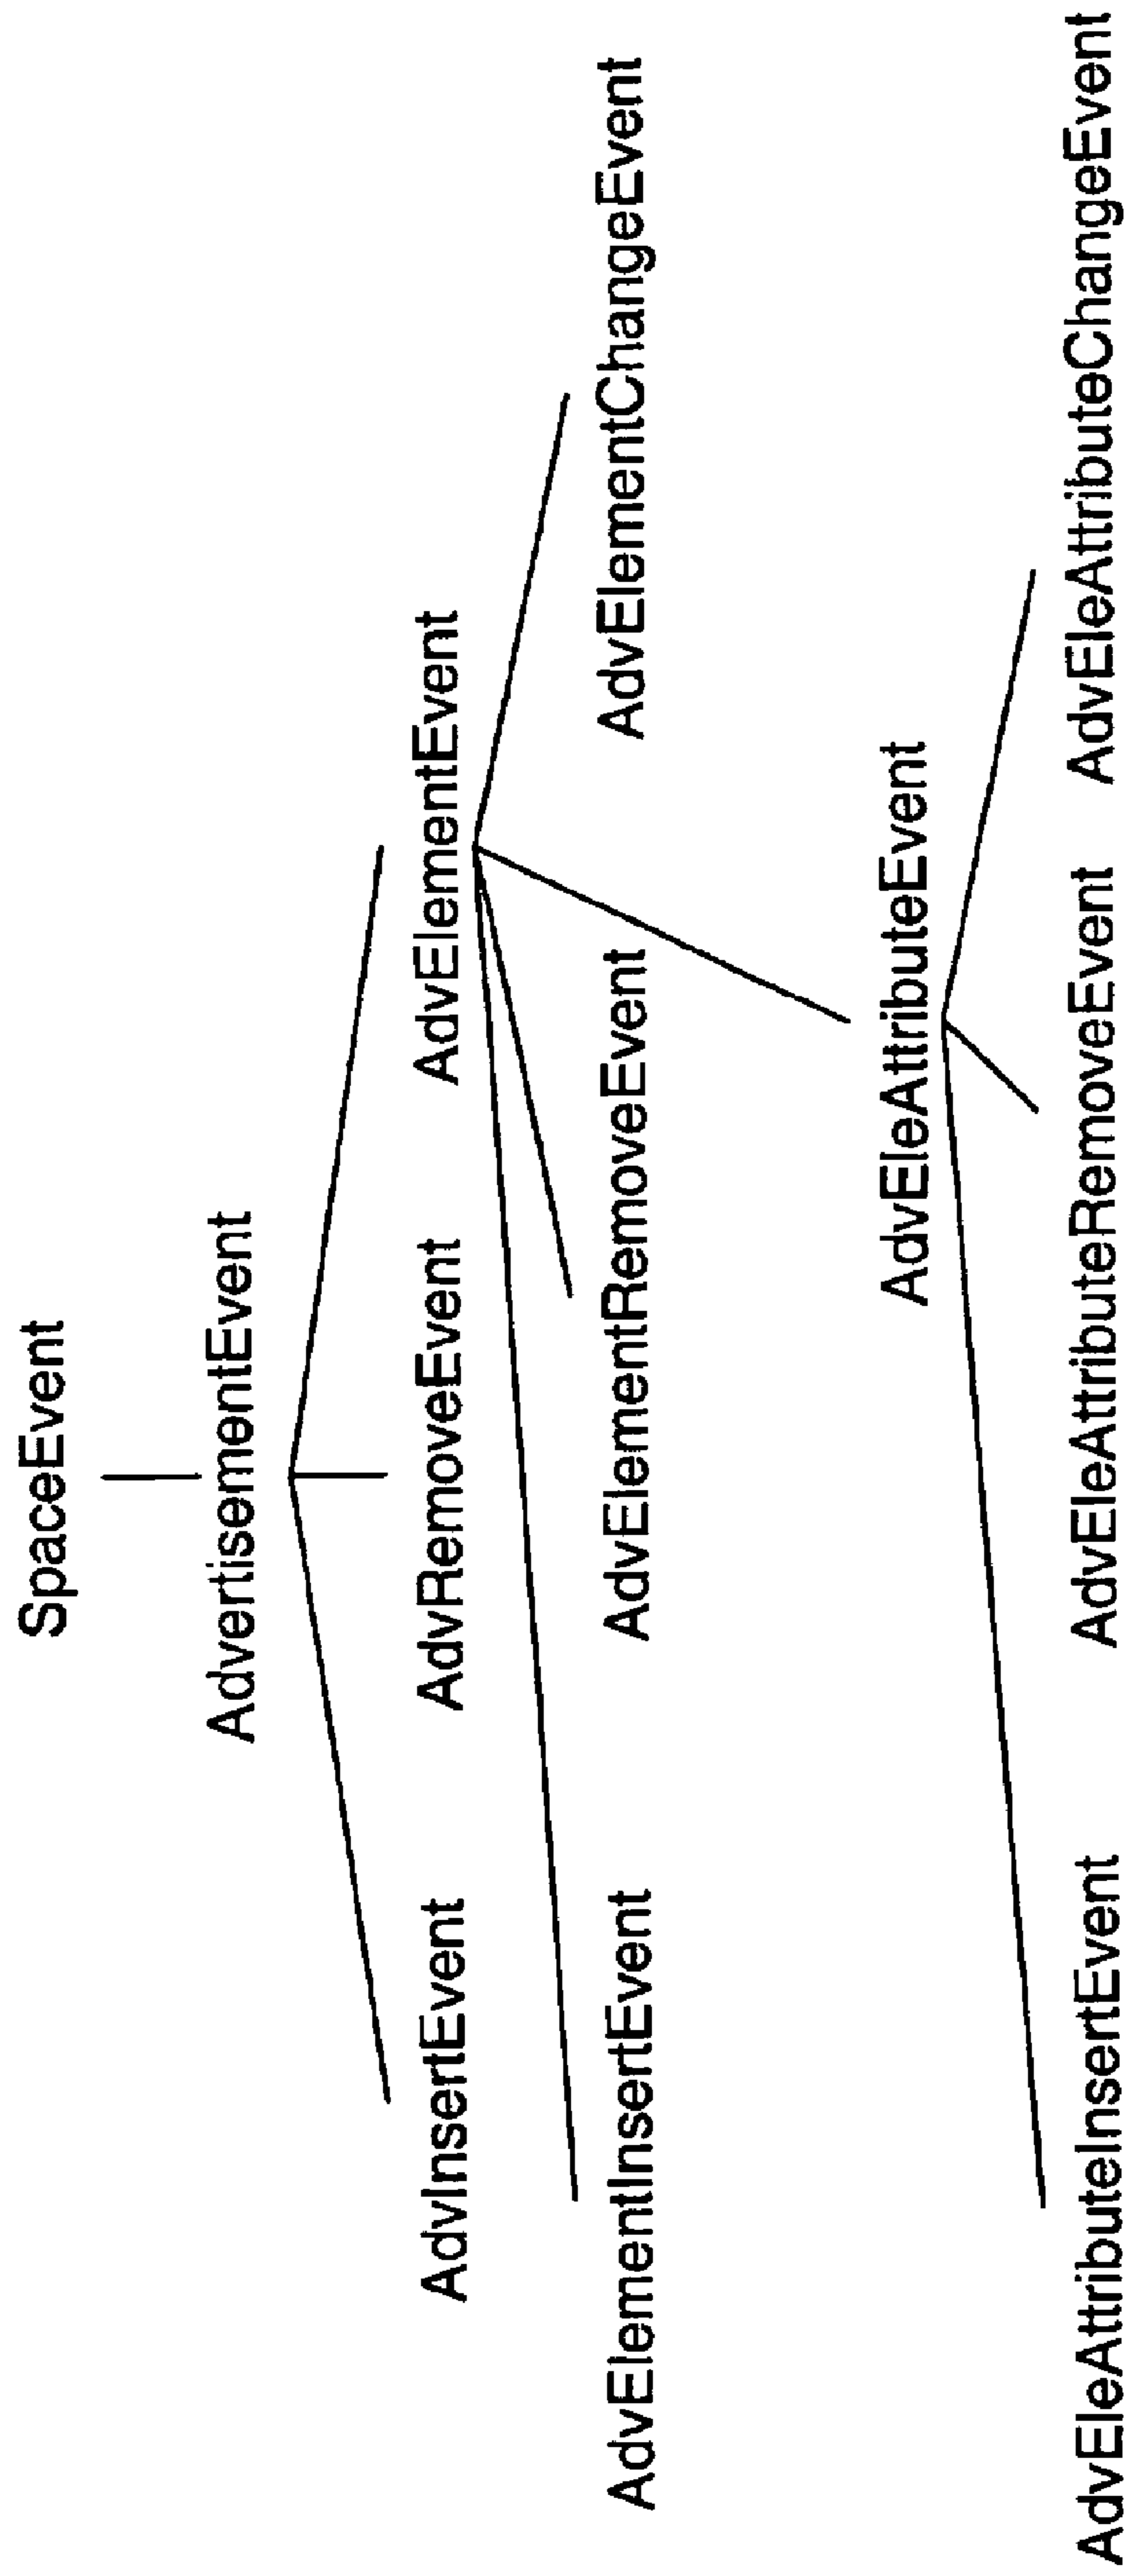 SpaceEvent
AdvertisementEvent
AdvInsertEvent AdvRemoveEvent AdvElementEvent
AdvElementInsertEvent AdvElementRemoveEvent AdvElementChangeEvent
AdvEleAttributeEvent
AdvEleAttributeInsertEvent AdvEleAttributeRemoveEvent AdvEleAttributeChangeEvent